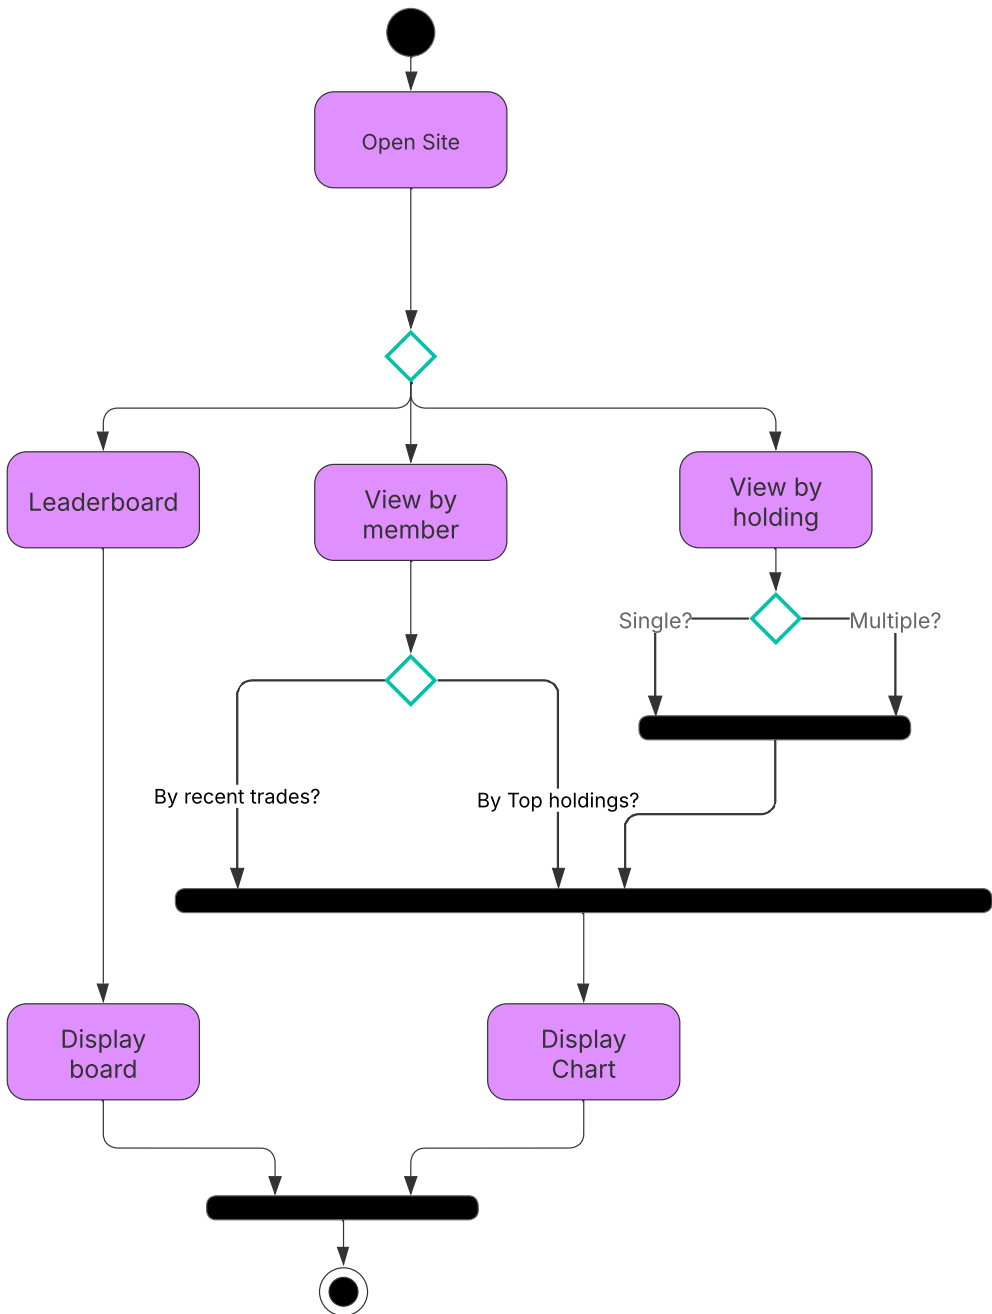 Open Site
Leaderboard
View by
member
View by
holding
Single?
Multiple?
By recent trades?
By Top holdings?
Display
board
Display
Chart